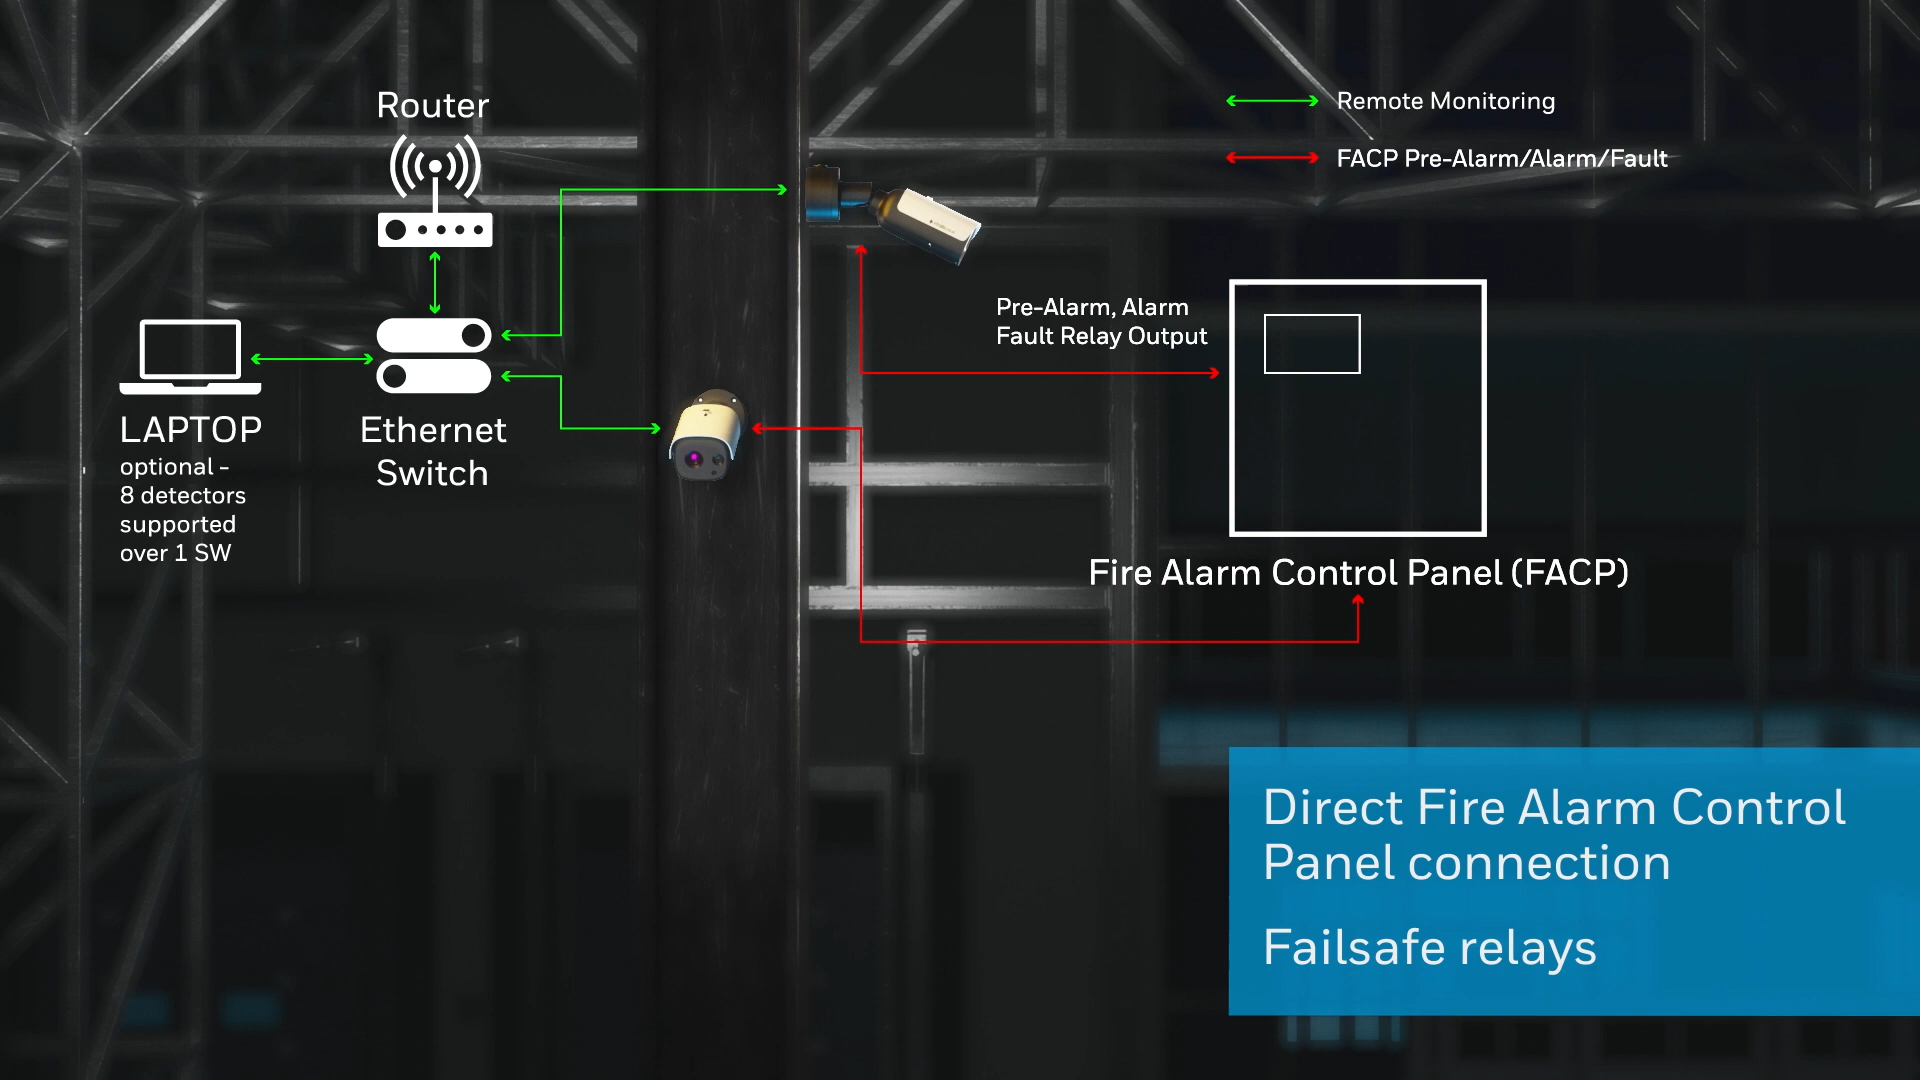 Router
Remote Monitoring
FACP Pre-Alarm/Alarm/Fault
Pre-Alarm, Alarm
Fault Relay Output
LAPTOP
optional -
8 detectors
supported
over 1 SW
Ethernet
Switch
Fire Alarm Control Panel (FACP)
Direct Fire Alarm Control
Panel connection
Failsafe relays